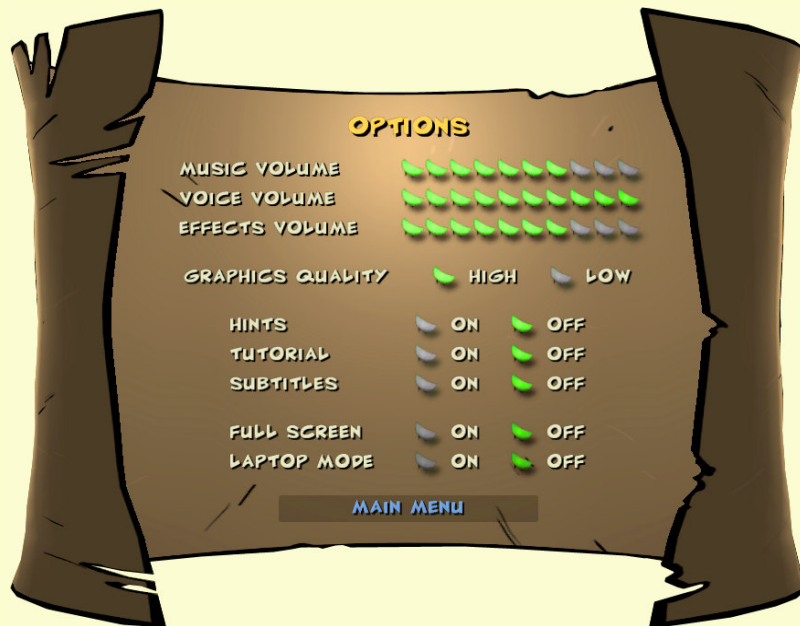 OPTIONS
MUSIC VOLUME
VOICE VOLUME
EFFECTS VOLUME
GRAPHICS QUALITY HIGH LOW
HINTS ON OFF
TUTORIAL ON OFF
SUBTITLES ON OFF
FULL SCREEN ON OFF
LAPTOP MODE ON OFF
MAIN MENU